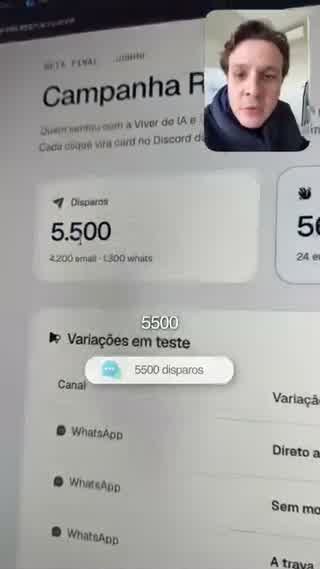 Campanha R
Quem sentou com a Viver de IA e
Cada clique vira card no Discord d
Disparos
5.500
4.200 email · 1.300 whats
56
24 e
5500
Variações em teste
5500 disparos
Canal
Variaçã
WhatsApp
Direto a
WhatsApp
Sem mo
WhatsApp
A trava